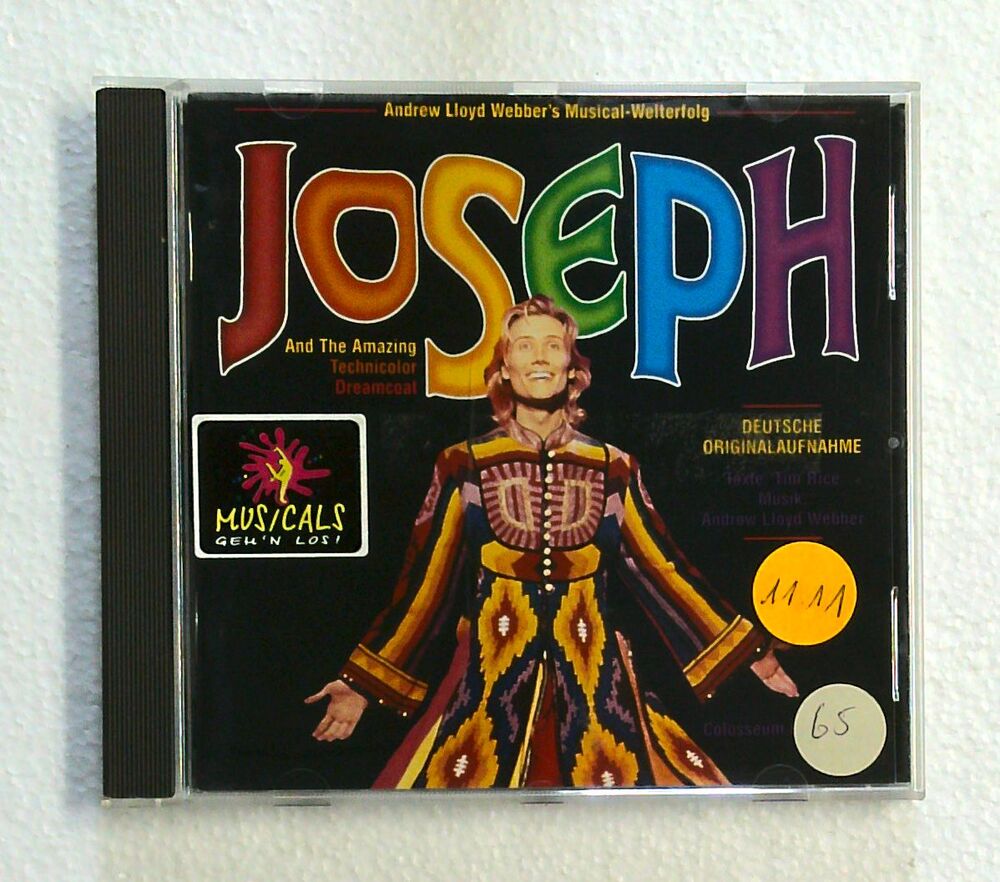 Andrew Lloyd Webber's Musical-Welterfolg
JOSEPH
And The Amazing
Technicolor
Dreamcoat
DEUTSCHE
ORIGINALAUFNAHME
Texte: Tim Rice
Musik:
Andrew Lloyd Webber
MUSICALS
GEH'N LOS!
11.11
Colosseum
65